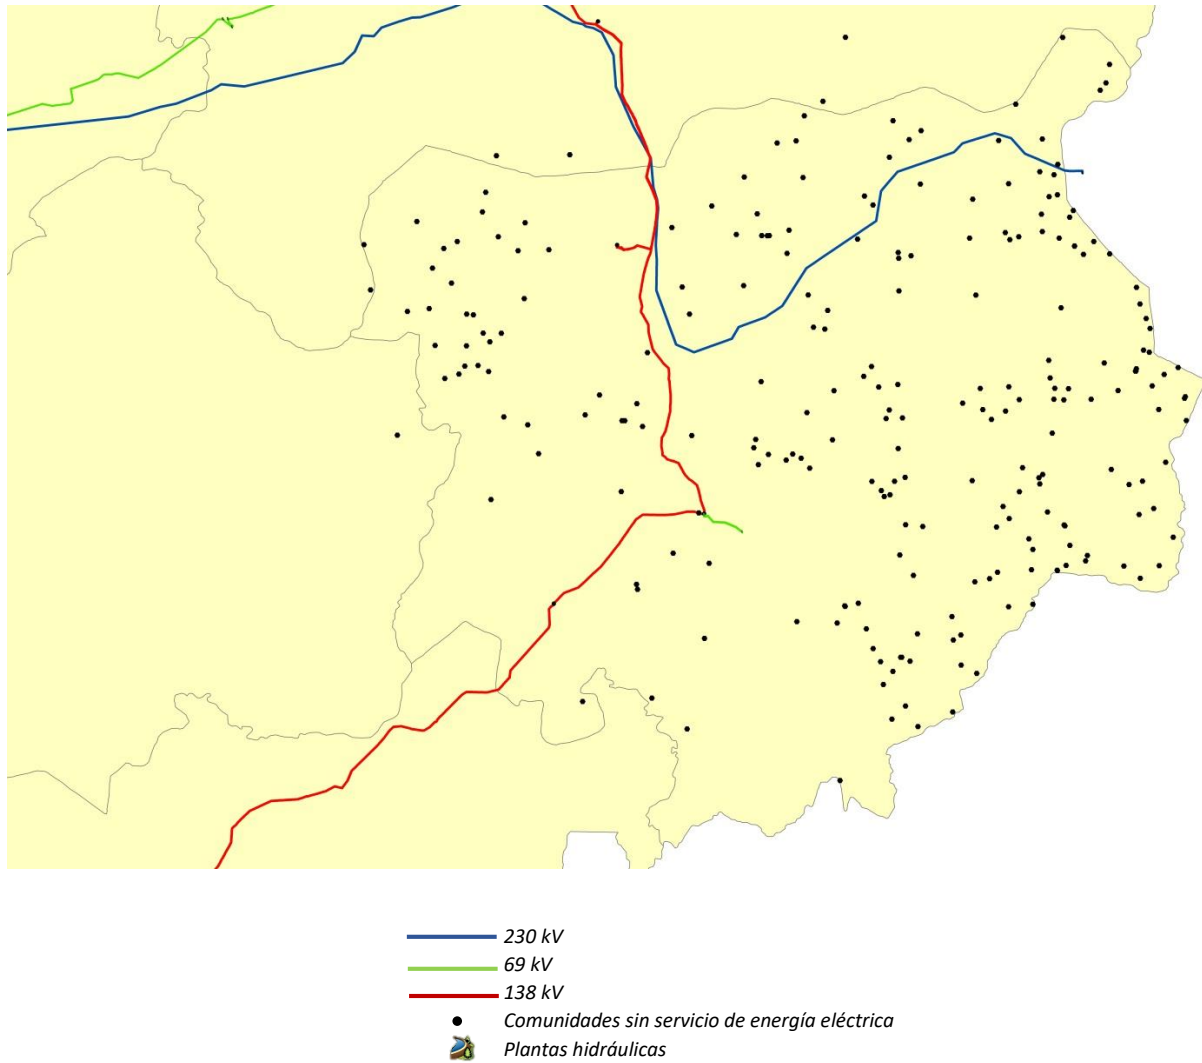 230 kV
69 kV
138 kV
Comunidades sin servicio de energía eléctrica
Plantas hidráulicas